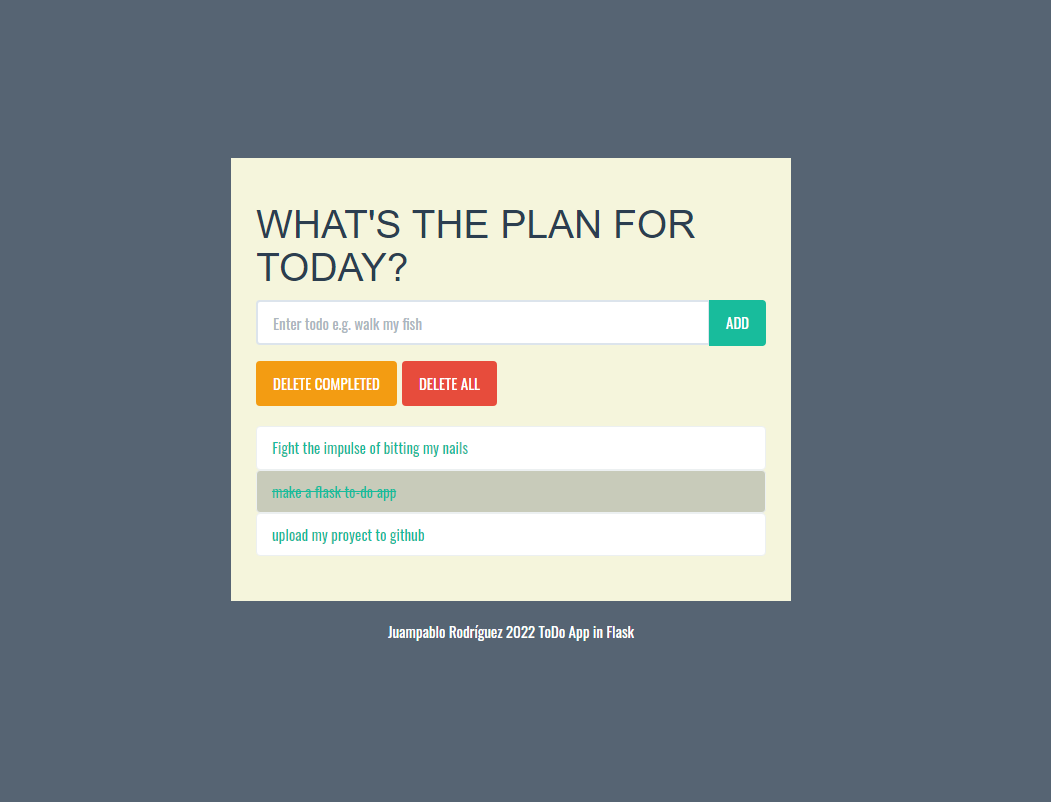 WHAT'S THE PLAN FOR
TODAY?
Enter todo e.g. walk my fish
ADD
DELETE COMPLETED
DELETE ALL
Fight the impulse of bitting my nails
make a flask to-do app
upload my proyect to github
Juampablo Rodríguez 2022 ToDo App in Flask